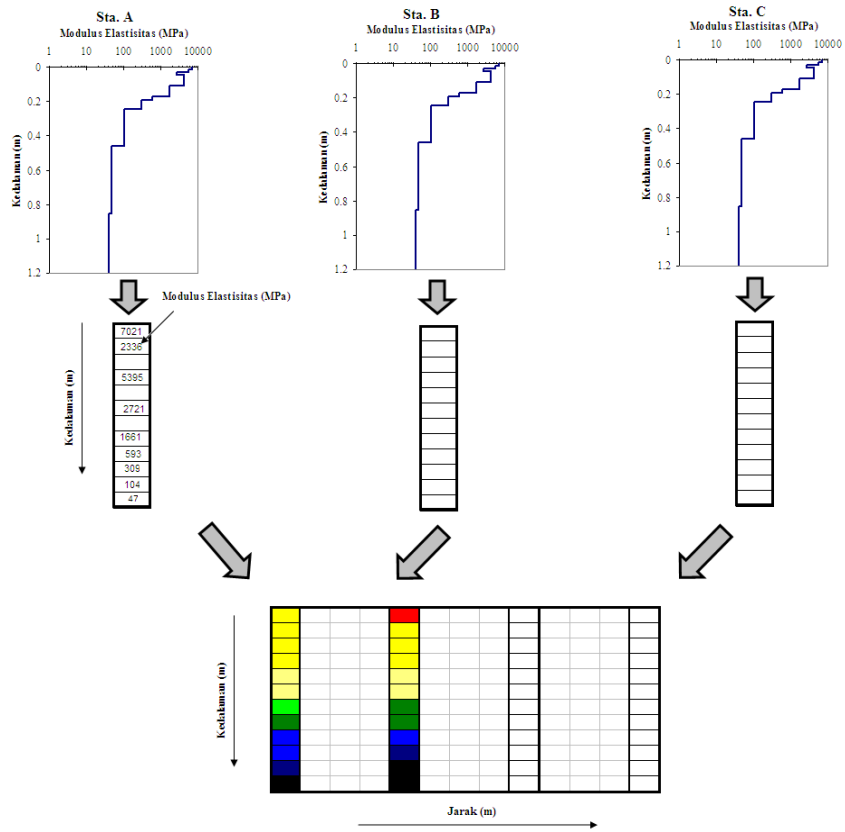 Sta. A
Modulus Elastisitas (MPa)
1 10 100 1000 10000
0
0.2
0.4
0.6
0.8
1
1.2
Kedalaman (m)
Sta. B
Modulus Elastisitas (MPa)
1 10 100 1000 10000
0
0.2
0.4
0.6
0.8
1
1.2
Kedalaman (m)
Sta. C
Modulus Elastisitas (MPa)
1 10 100 1000 10000
0
0.2
0.4
0.6
0.8
1
1.2
Kedalaman (m)
Modulus Elastisitas (MPa)
Kedalaman (m)
7021
2336
5395
2721
1661
593
309
104
47
Kedalaman (m)
Jarak (m)